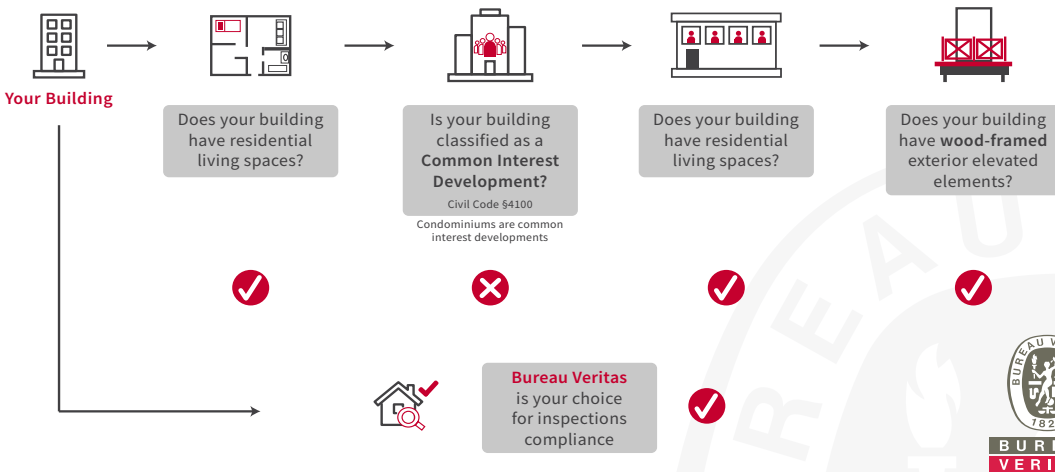 Your Building
Does your building
have residential
living spaces?
Is your building
classified as a
Common Interest
Development?
Civil Code §4100
Condominiums are common
interest developments
Does your building
have residential
living spaces?
Does your building
have wood-framed
exterior elevated
elements?
Bureau Veritas
is your choice
for inspections
compliance